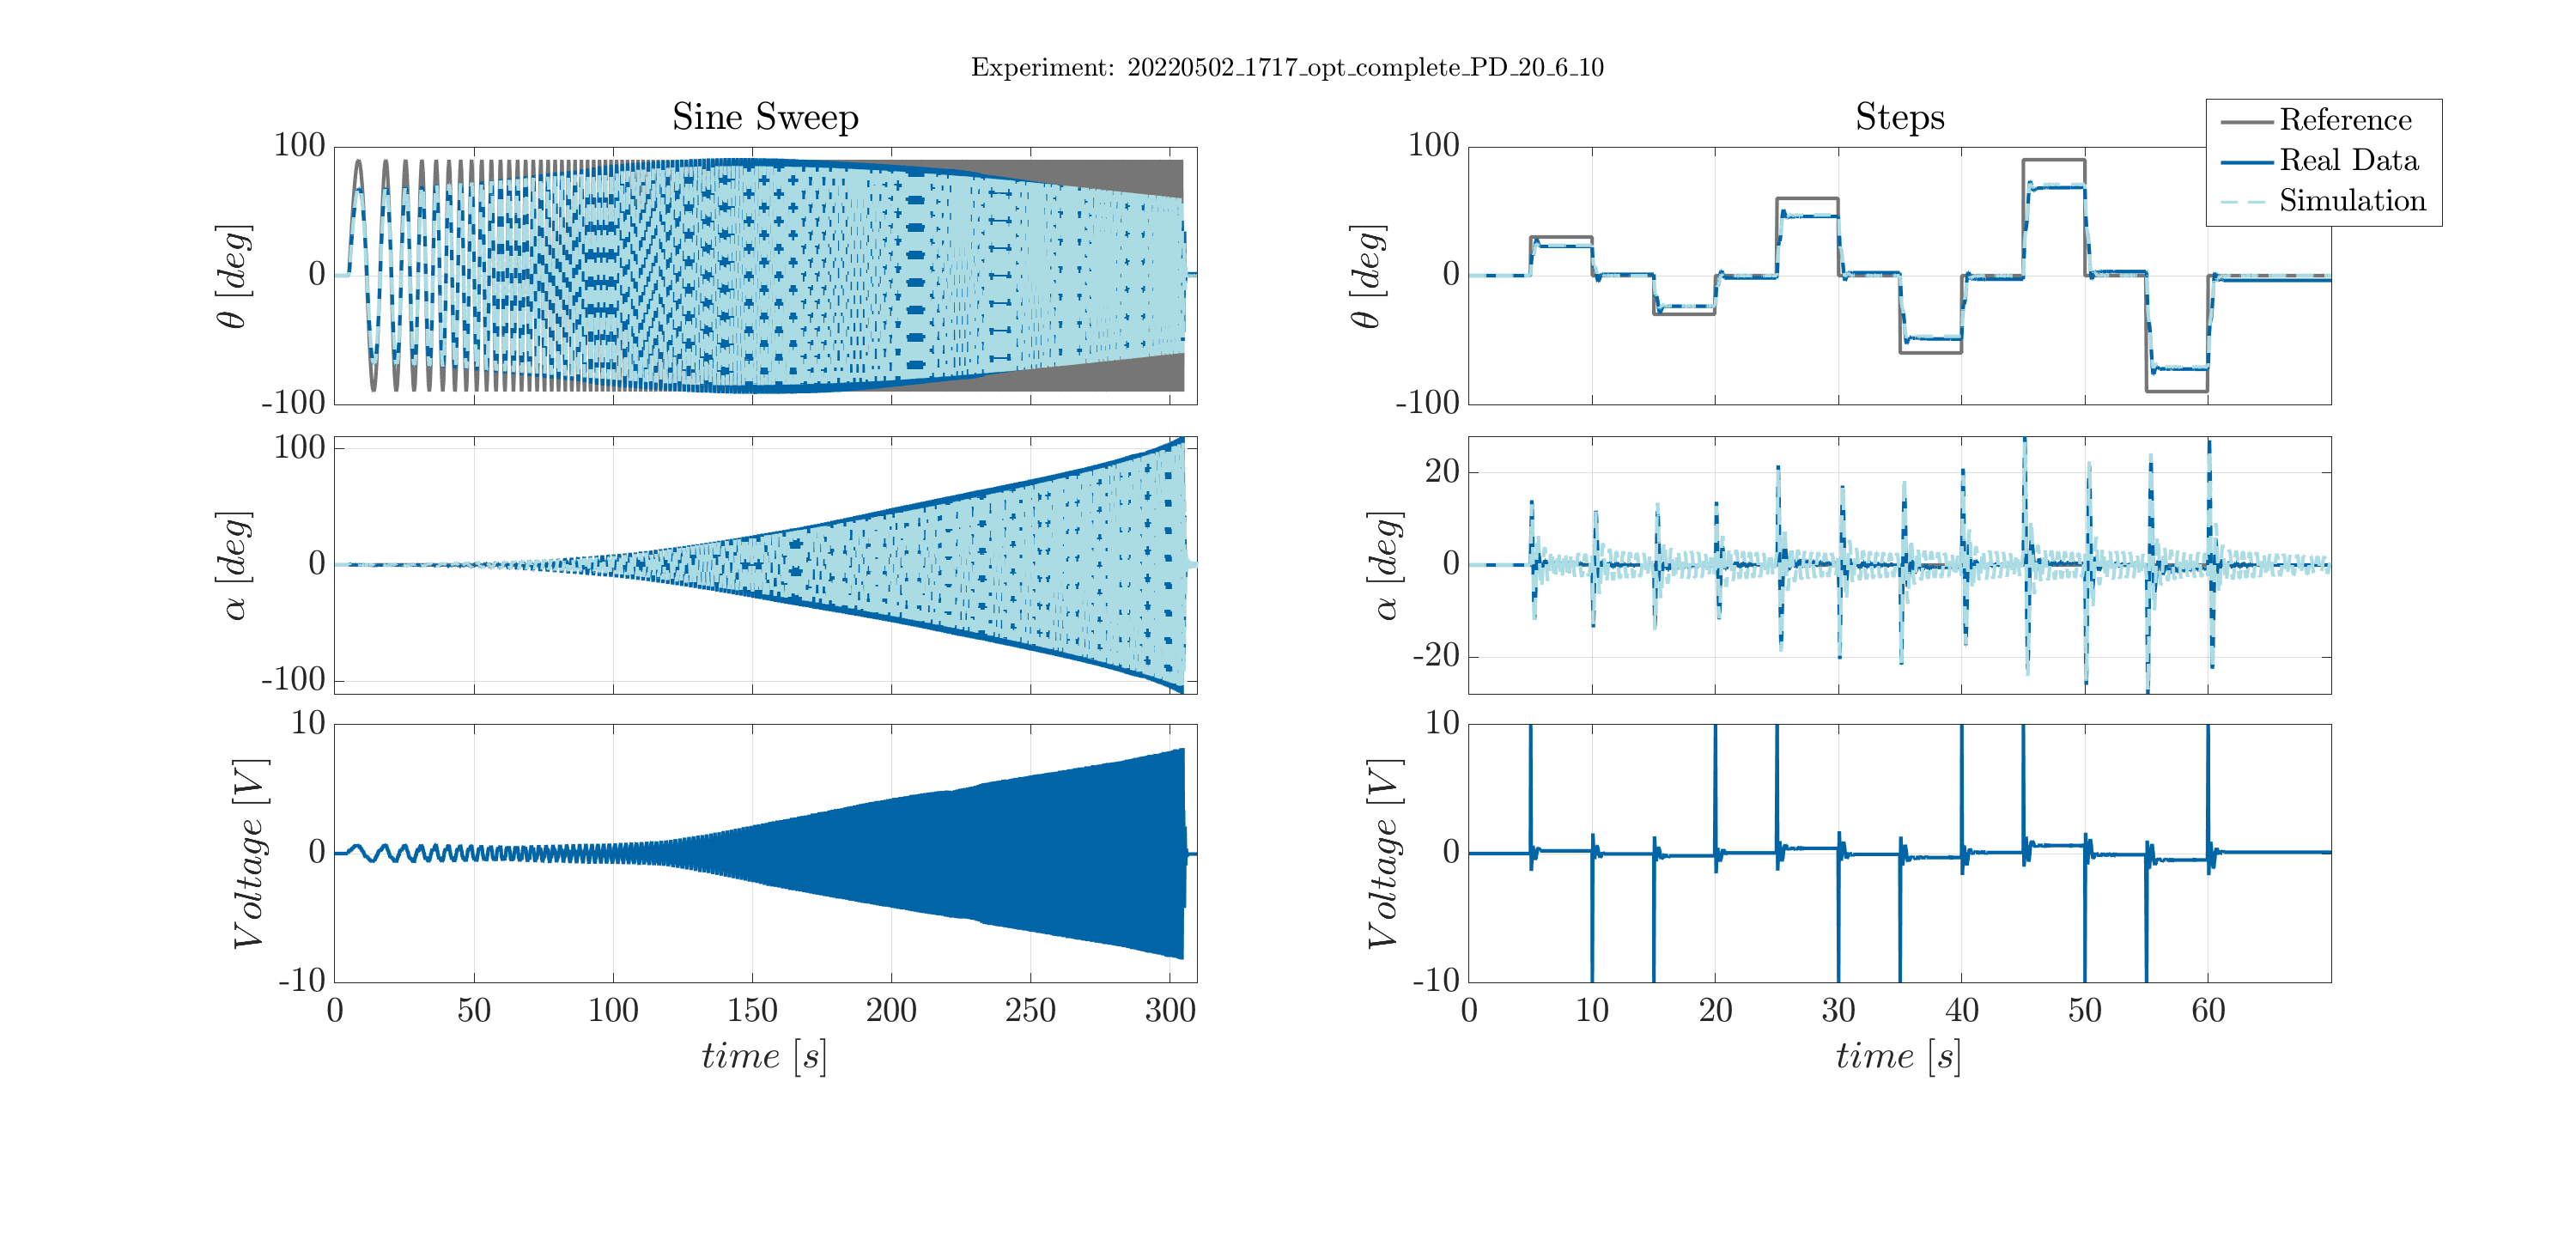 Experiment: 20220502_1717_opt_complete_PD_20_6_10
Sine Sweep
Steps
Reference
Real Data
Simulation
100
0
-100
θ [deg]
100
0
-100
θ [deg]
100
0
-100
α [deg]
20
0
-20
α [deg]
10
0
-10
Voltage [V]
0 50 100 150 200 250 300
time [s]
10
0
-10
Voltage [V]
0 10 20 30 40 50 60
time [s]